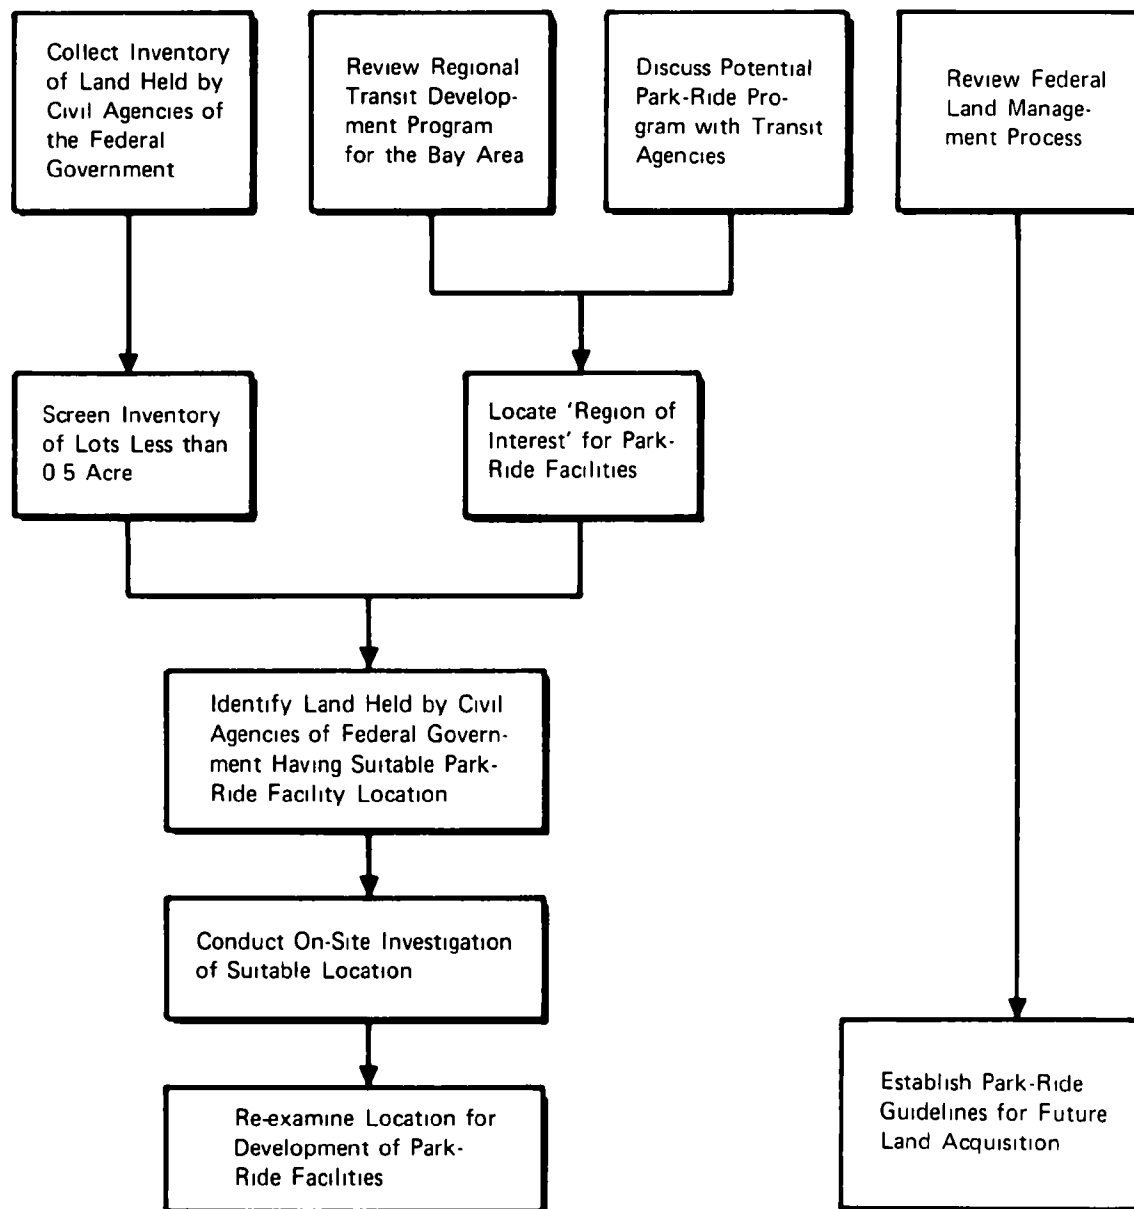 Collect Inventory
of Land Held by
Civil Agencies of
the Federal
Government
Review Regional
Transit Develop-
ment Program
for the Bay Area
Discuss Potential
Park-Ride Pro-
gram with Transit
Agencies
Review Federal
Land Manage-
ment Process
Screen Inventory
of Lots Less than
0 5 Acre
Locate 'Region of
Interest' for Park-
Ride Facilities
Identify Land Held by Civil
Agencies of Federal Govern-
ment Having Suitable Park-
Ride Facility Location
Conduct On-Site Investigation
of Suitable Location
Re-examine Location for
Development of Park-
Ride Facilities
Establish Park-Ride
Guidelines for Future
Land Acquisition